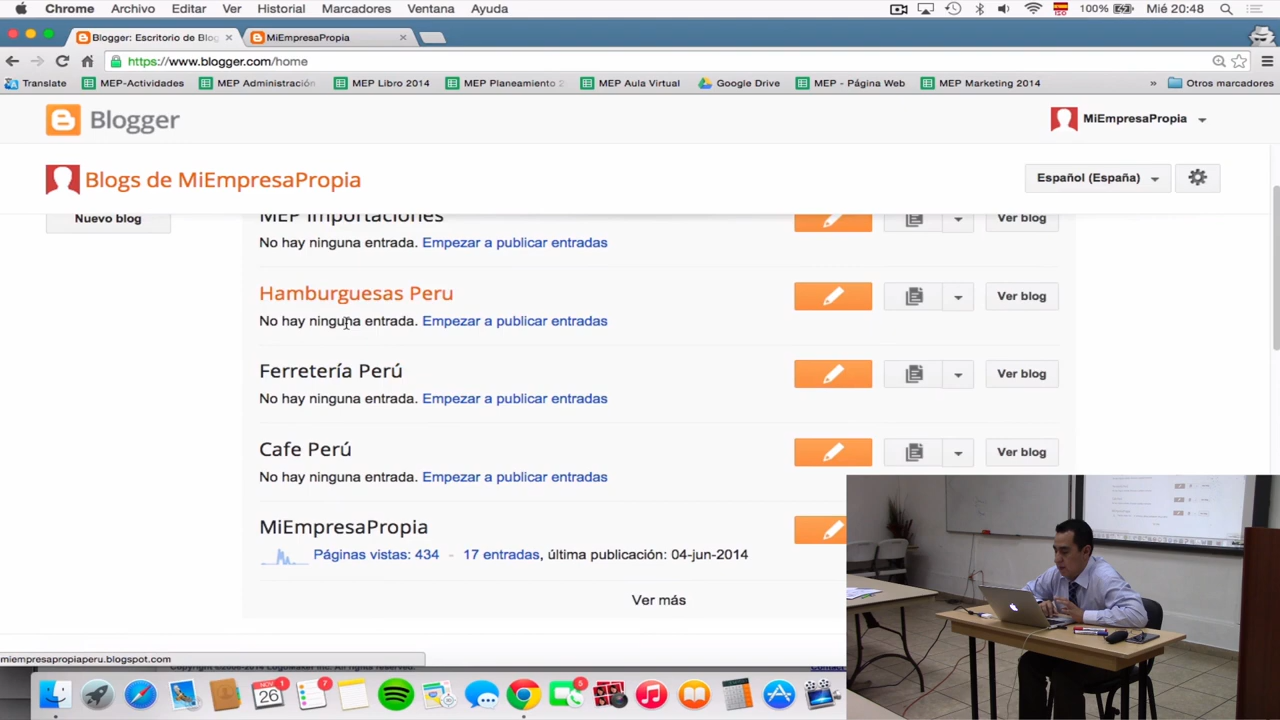 Chrome Archivo Editar Ver Historial Marcadores Ventana Ayuda 100% Mié 20:48
Blogger: Escritorio de Blog MiEmpresaPropia
https://www.blogger.com/home
Translate MEP-Actividades MEP Administración MEP Libro 2014 MEP Planeamiento 2 MEP Aula Virtual Google Drive MEP - Página Web MEP Marketing 2014 » Otros marcadores
Blogger MiEmpresaPropia
Blogs de MiEmpresaPropia Español (España)
Nuevo blog MEP Importaciones Ver blog
No hay ninguna entrada. Empezar a publicar entradas
Hamburguesas Peru Ver blog
No hay ninguna entrada. Empezar a publicar entradas
Ferretería Perú Ver blog
No hay ninguna entrada. Empezar a publicar entradas
Cafe Perú Ver blog
No hay ninguna entrada. Empezar a publicar entradas
MiEmpresaPropia
Páginas vistas: 434 - 17 entradas, última publicación: 04-jun-2014
Ver más
miempresapropiaperu.blogspot.com
NOV 26 1 7 5